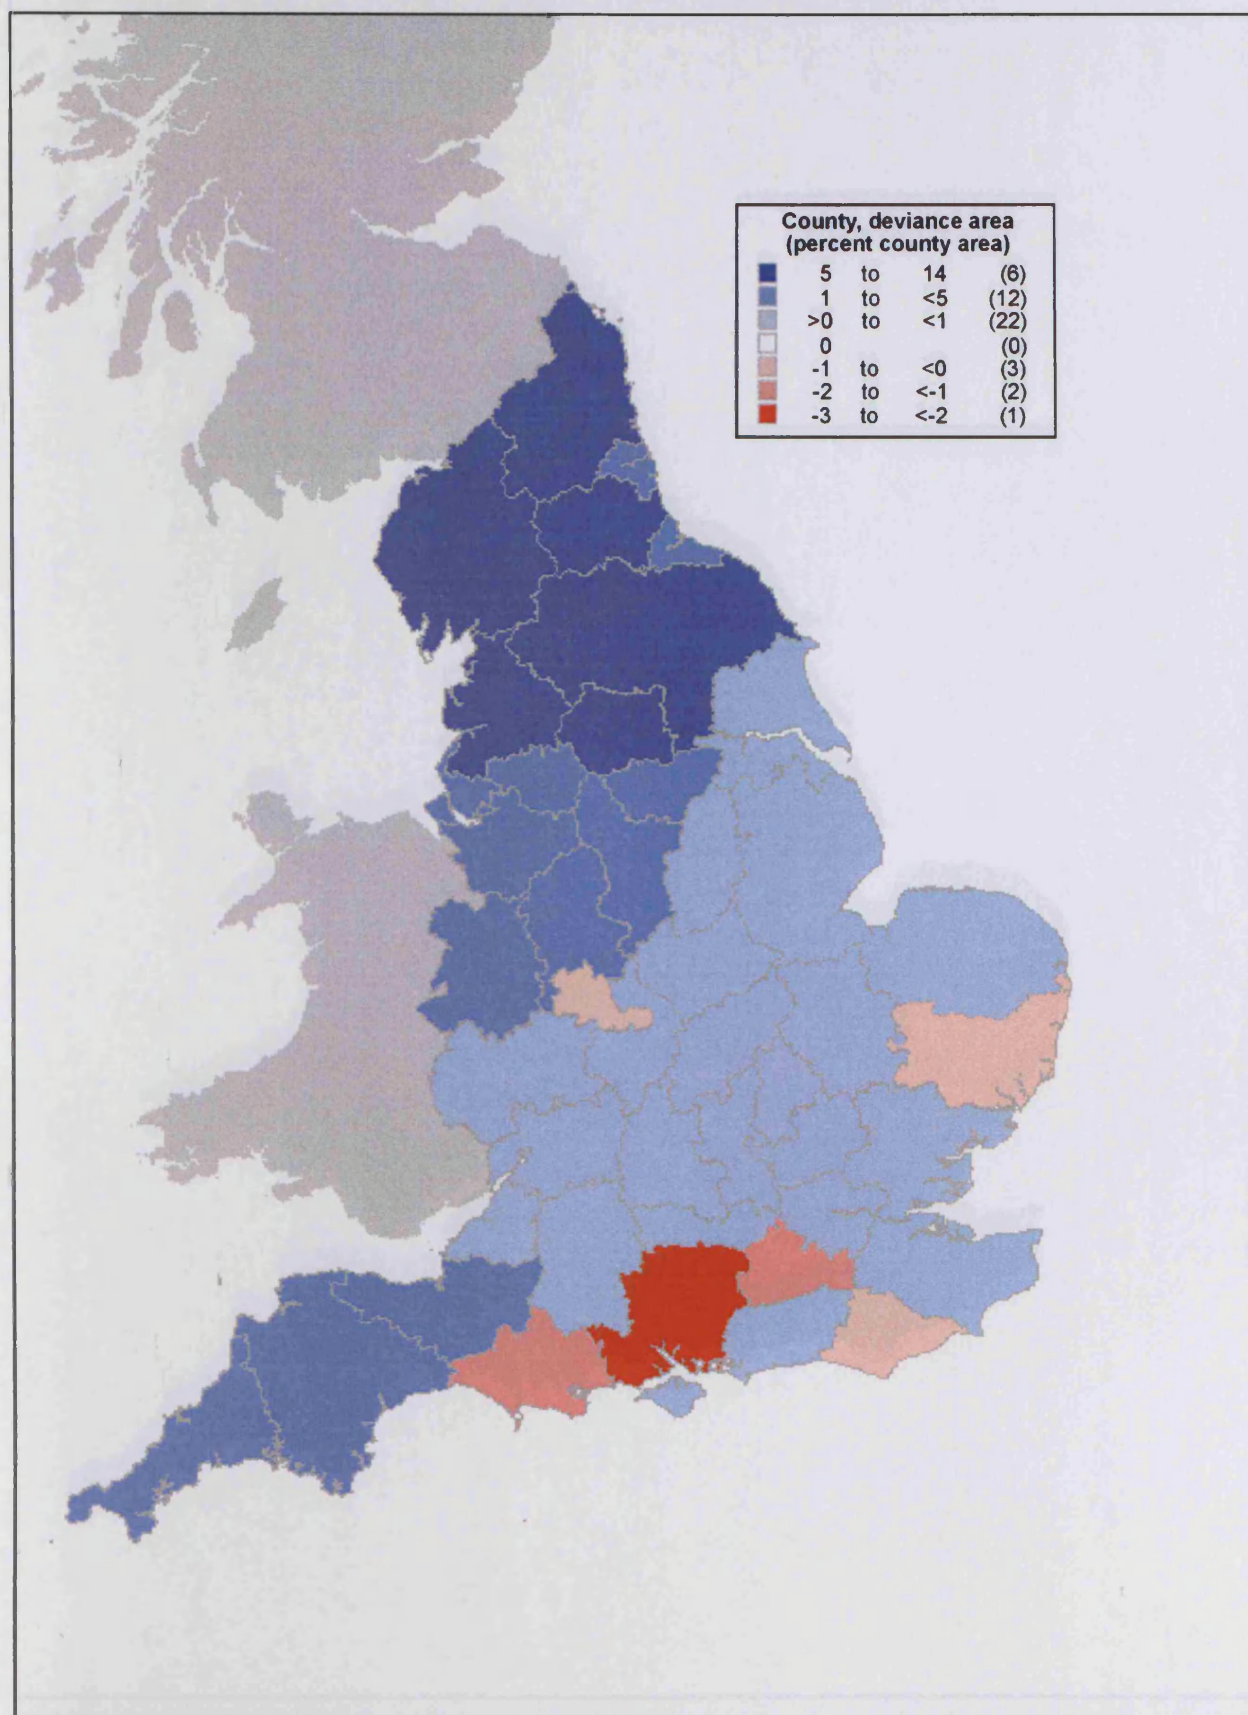 County, deviance area
(percent county area)
5 to 14 (6)
1 to <5 (12)
>0 to <1 (22)
0 (0)
-1 to <0 (3)
-2 to <-1 (2)
-3 to <-2 (1)